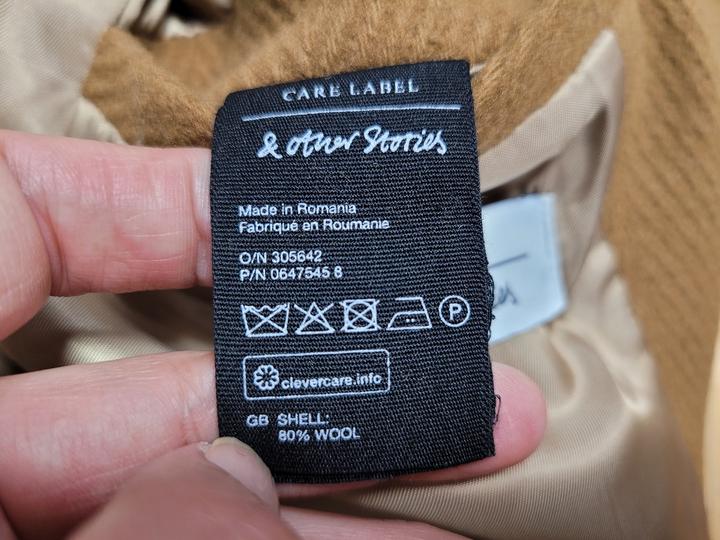 CARE LABEL
& other Stories
Made in Romania
Fabriqué en Roumanie
O/N 305642
P/N 0647545 8
P
clevercare.info
GB SHELL:
80% WOOL